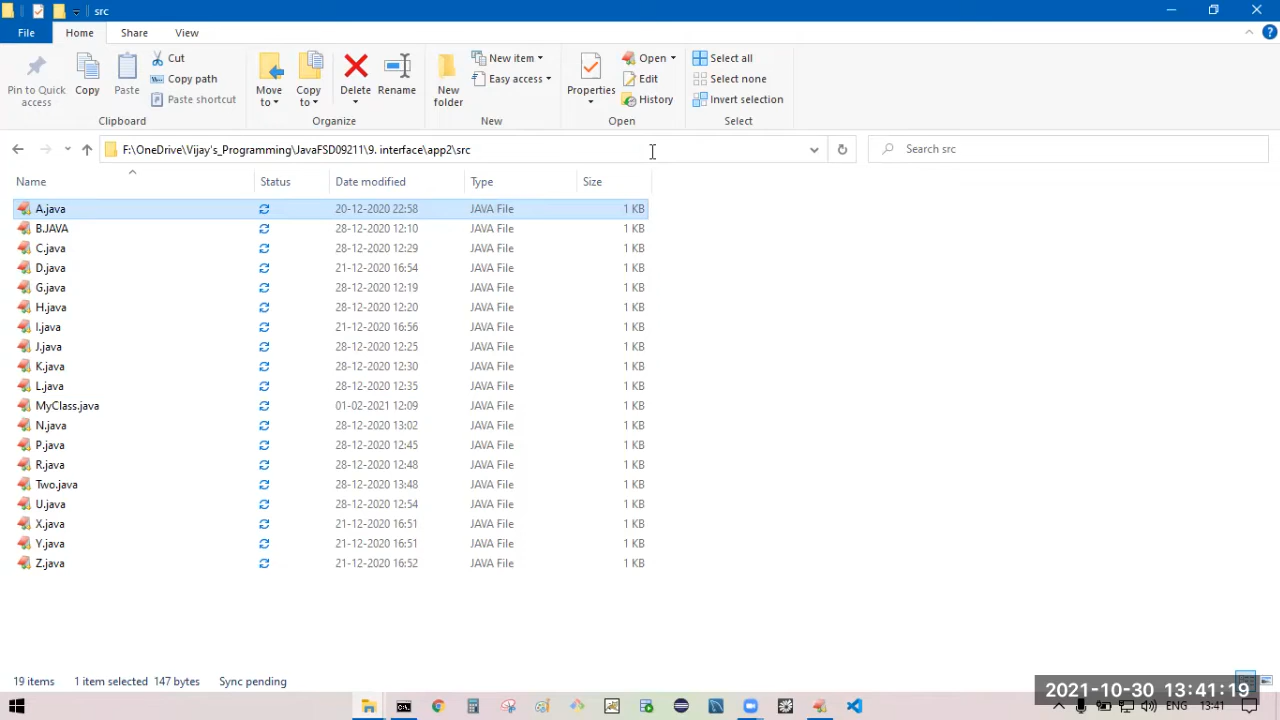 src
File Home Share View
Pin to Quick access
Copy
Paste
Cut
Copy path
Paste shortcut
Clipboard
Move to
Copy to
Delete
Rename
Organize
New folder
New item
Easy access
New
Properties
Open
Edit
History
Open
Select all
Select none
Invert selection
Select
F:\OneDrive\Vijay's_Programming\JavaFSD09211\9. interface\app2\src
Search src
Name Status Date modified Type Size
A.java 20-12-2020 22:58 JAVA File 1 KB
B.JAVA 28-12-2020 12:10 JAVA File 1 KB
C.java 28-12-2020 12:29 JAVA File 1 KB
D.java 21-12-2020 16:54 JAVA File 1 KB
G.java 28-12-2020 12:19 JAVA File 1 KB
H.java 28-12-2020 12:20 JAVA File 1 KB
I.java 21-12-2020 16:56 JAVA File 1 KB
J.java 28-12-2020 12:25 JAVA File 1 KB
K.java 28-12-2020 12:30 JAVA File 1 KB
L.java 28-12-2020 12:35 JAVA File 1 KB
MyClass.java 01-02-2021 12:09 JAVA File 1 KB
N.java 28-12-2020 13:02 JAVA File 1 KB
P.java 28-12-2020 12:45 JAVA File 1 KB
R.java 28-12-2020 12:48 JAVA File 1 KB
Two.java 28-12-2020 13:48 JAVA File 1 KB
U.java 28-12-2020 12:54 JAVA File 1 KB
X.java 21-12-2020 16:51 JAVA File 1 KB
Y.java 21-12-2020 16:51 JAVA File 1 KB
Z.java 21-12-2020 16:52 JAVA File 1 KB
19 items 1 item selected 147 bytes Sync pending
2021-10-30 13:41:19
ENG 13:41